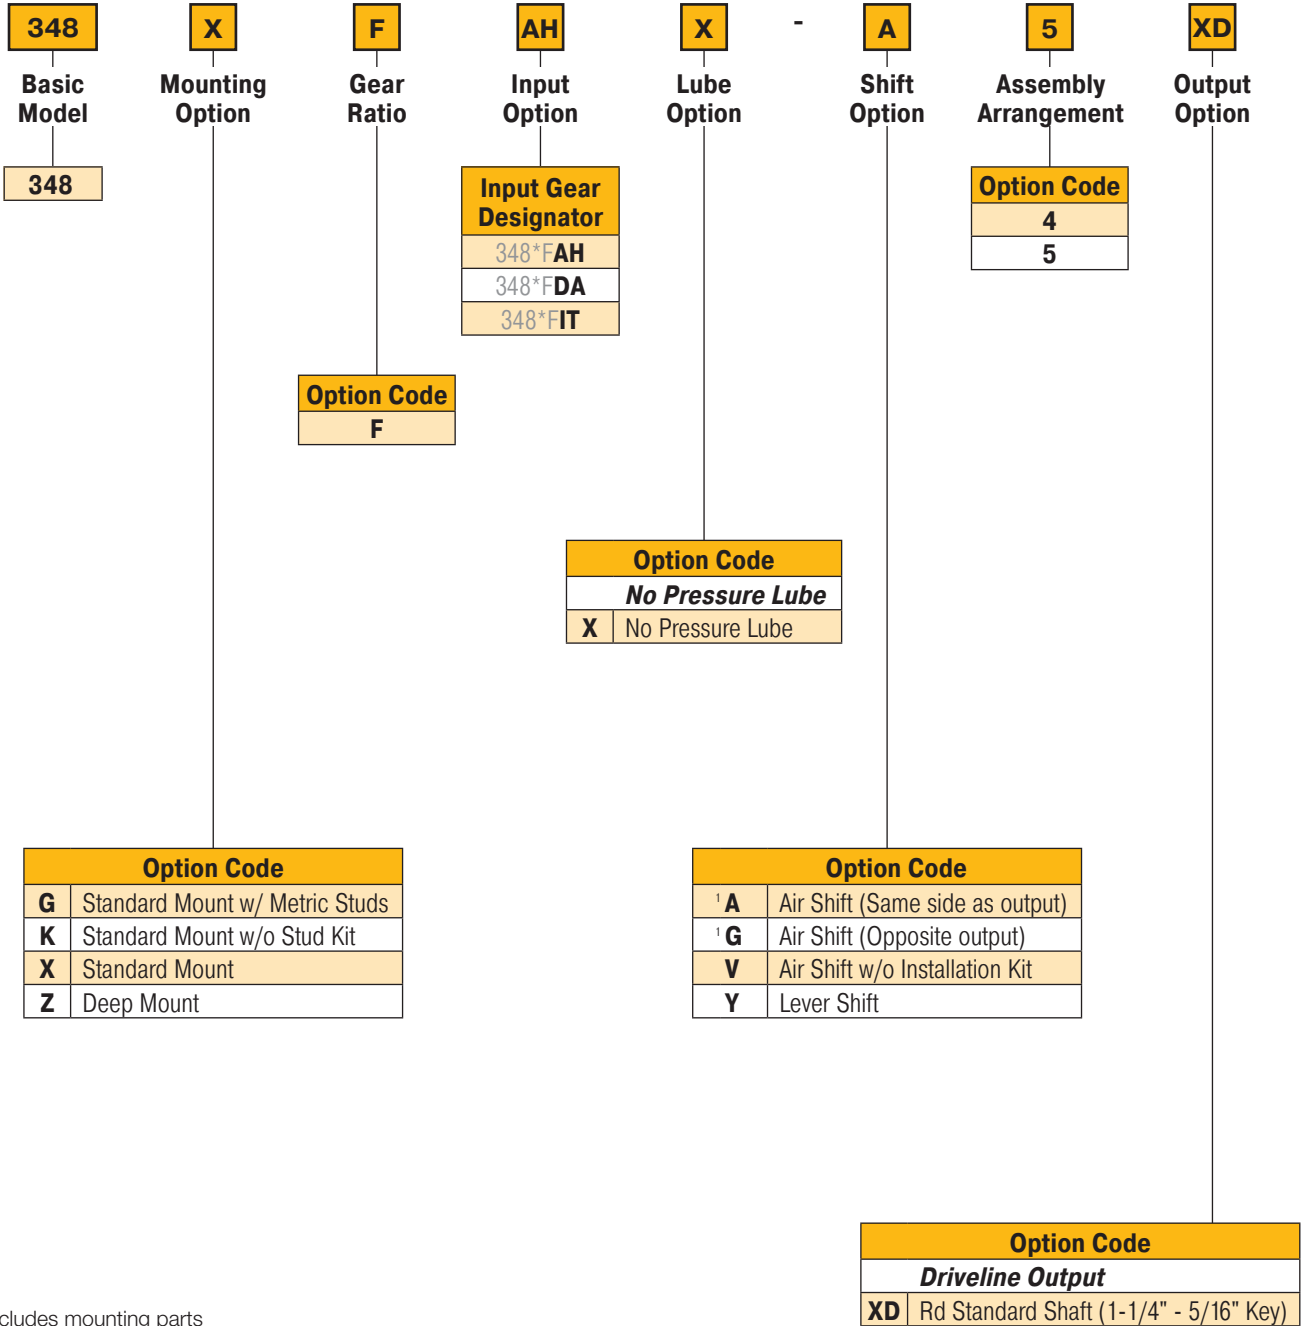 348 X F AH X - A 5 XD
Basic Model
Mounting Option
Gear Ratio
Input Option
Lube Option
Shift Option
Assembly Arrangement
Output Option
348
Input Gear Designator
348*FAH
348*FDA
348*FIT
Option Code
4
5
Option Code
F
Option Code
No Pressure Lube
X No Pressure Lube
Option Code
G Standard Mount w/ Metric Studs
K Standard Mount w/o Stud Kit
X Standard Mount
Z Deep Mount
Option Code
1 A Air Shift (Same side as output)
1 G Air Shift (Opposite output)
V Air Shift w/o Installation Kit
Y Lever Shift
Option Code
Driveline Output
XD Rd Standard Shaft (1-1/4" - 5/16" Key)
mounting parts